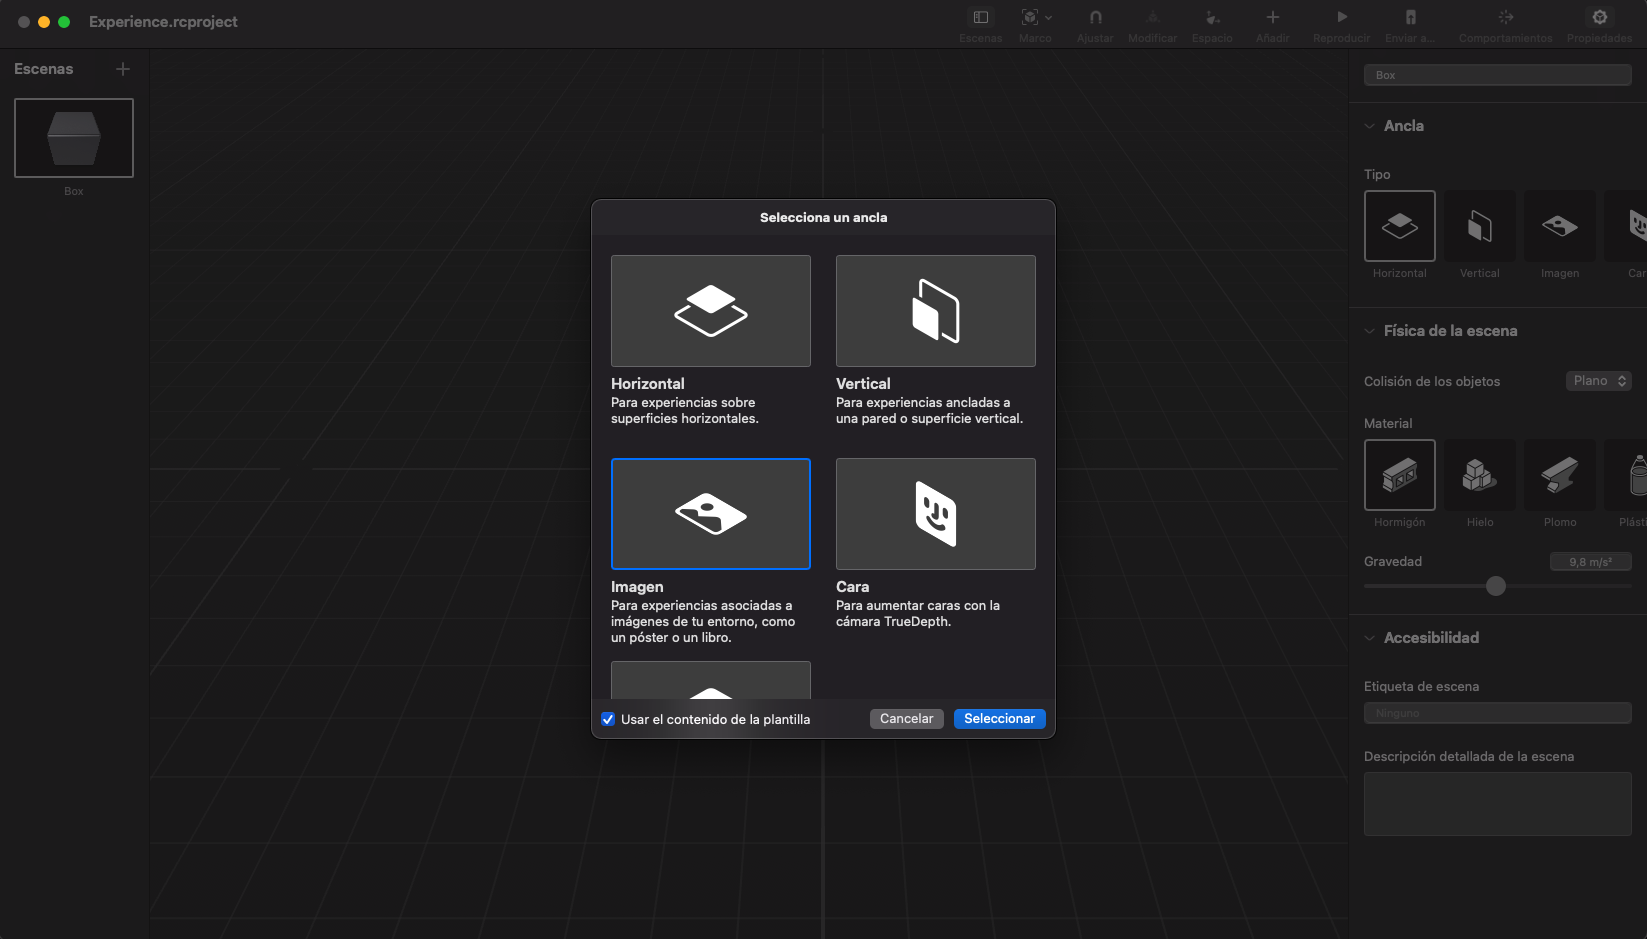 Experience.rcproject
Escenas
Marco
Ajustar
Modificar
Espacio
Añadir
Reproducir
Enviar a...
Comportamientos
Propiedades
Escenas
Box
Selecciona un ancla
Horizontal
Para experiencias sobre
superficies horizontales.
Vertical
Para experiencias ancladas a
una pared o superficie vertical.
Imagen
Para experiencias asociadas a
imágenes de tu entorno, como
un póster o un libro.
Cara
Para aumentar caras con la
cámara TrueDepth.
Usar el contenido de la plantilla
Cancelar
Seleccionar
Box
Ancla
Tipo
Horizontal
Vertical
Imagen
Car
Física de la escena
Colisión de los objetos
Plano
Material
Hormigón
Hielo
Plomo
Plásti
Gravedad
9,8 m/s²
Accesibilidad
Etiqueta de escena
Ninguno
Descripción detallada de la escena